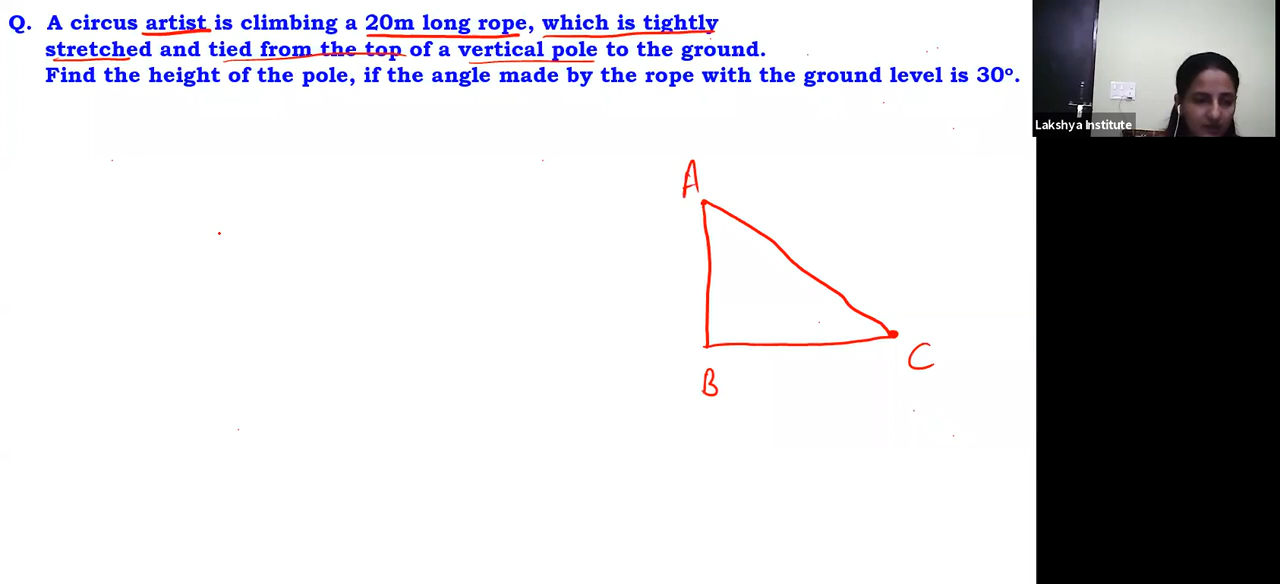 Q. A circus artist is climbing a 20m long rope, which is tightly
stretched and tied from the top of a vertical pole to the ground.
Find the height of the pole, if the angle made by the rope with the ground level is 30°.
Lakshya Institute
A
B
C